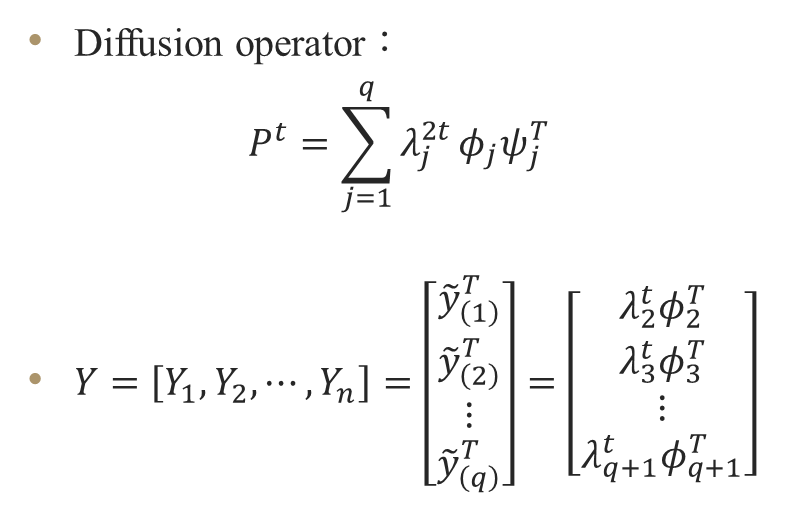 • Diffusion operator：
$P^t = \sum_{j=1}^{q} \lambda_j^{2t} \phi_j \psi_j^T$
• $Y = [Y_1, Y_2, \cdots, Y_n] = \begin{bmatrix} \tilde{y}_{(1)}^T \\ \tilde{y}_{(2)}^T \\ \vdots \\ \tilde{y}_{(q)}^T \end{bmatrix} = \begin{bmatrix} \lambda_2^t \phi_2^T \\ \lambda_3^t \phi_3^T \\ \vdots \\ \lambda_{q+1}^t \phi_{q+1}^T \end{bmatrix}$